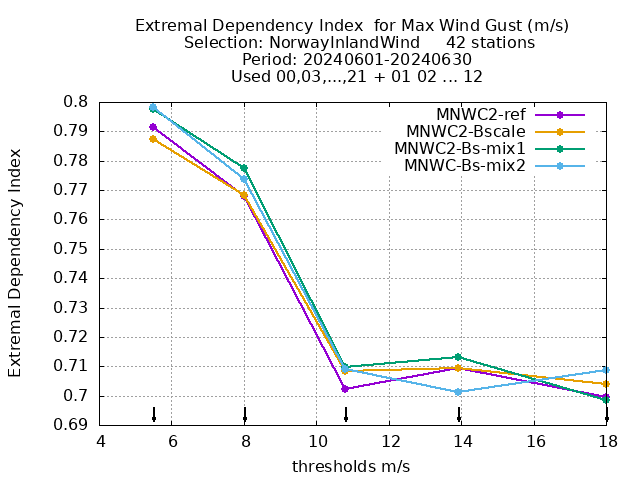 Extremal Dependency Index  for Max Wind Gust (m/s)
Selection: NorwayInlandWind     42 stations
Period: 20240601-20240630
Used 00,03,...,21 + 01 02 ... 12
MNWC2-ref
MNWC2-Bscale
MNWC2-Bs-mix1
MNWC-Bs-mix2
Extremal Dependency Index
0.8
0.79
0.78
0.77
0.76
0.75
0.74
0.73
0.72
0.71
0.7
0.69
4 6 8 10 12 14 16 18
thresholds m/s